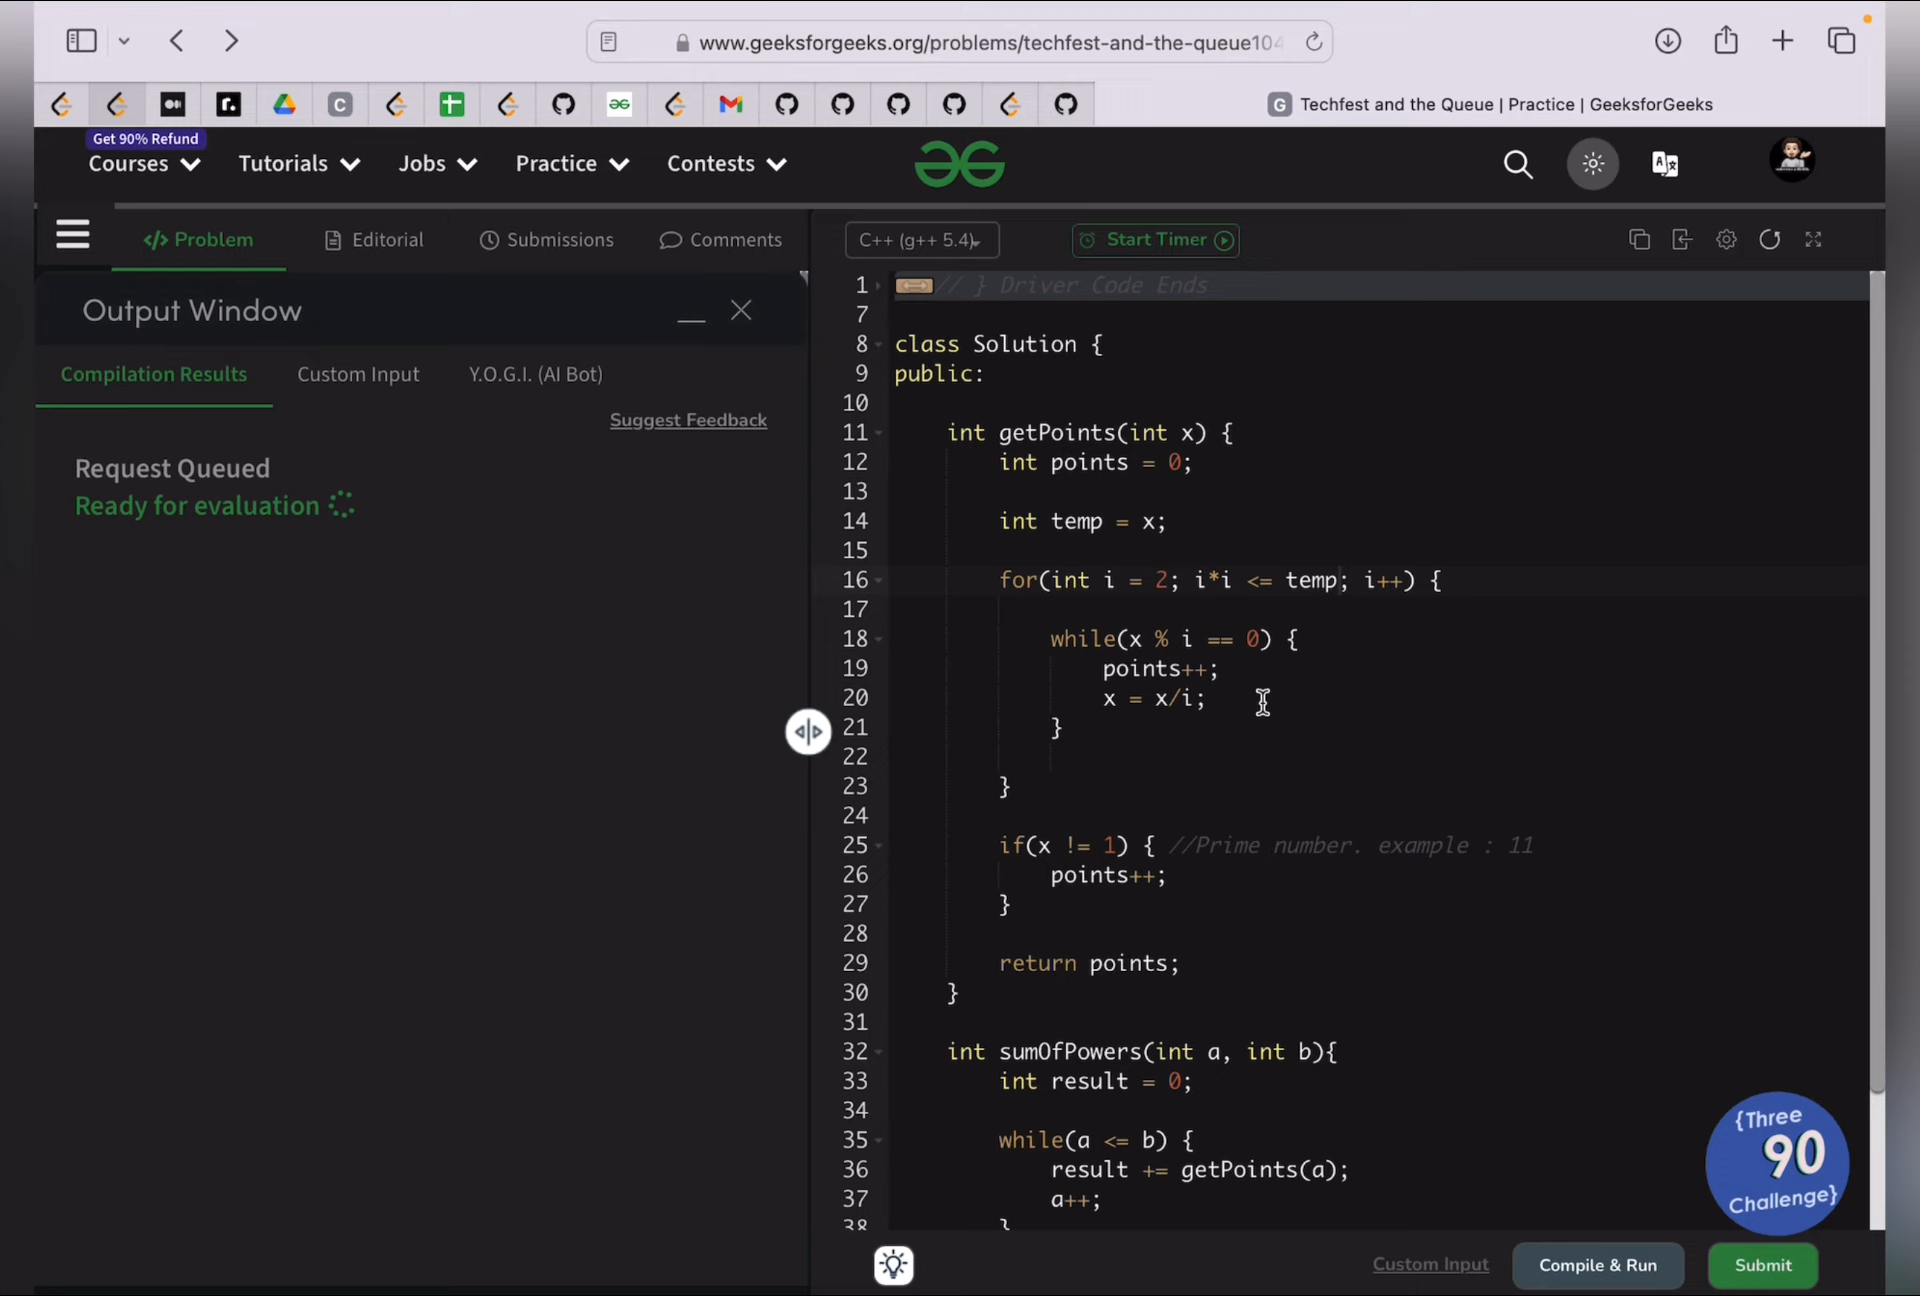 www.geeksforgeeks.org/problems/techfest-and-the-queue104
C
G Techfest and the Queue | Practice | GeeksforGeeks
Get 90% Refund
Courses Tutorials Jobs Practice Contests
</> Problem Editorial Submissions Comments
C++ (g++ 5.4) Start Timer
Output Window
Compilation Results Custom Input Y.O.G.I. (AI Bot)
Suggest Feedback
Request Queued
Ready for evaluation
1 // } Driver Code Ends
7
8 class Solution {
9 public:
10
11 int getPoints(int x) {
12 int points = 0;
13
14 int temp = x;
15
16 for(int i = 2; i*i <= temp; i++) {
17
18 while(x % i == 0) {
19 points++;
20 x = x/i;
21 }
22
23 }
24
25 if(x != 1) { //Prime number. example : 11
26 points++;
27 }
28
29 return points;
30 }
31
32 int sumOfPowers(int a, int b){
33 int result = 0;
34
35 while(a <= b) {
36 result += getPoints(a);
37 a++;
38 }
{Three
90
Challenge}
Custom Input Compile & Run Submit